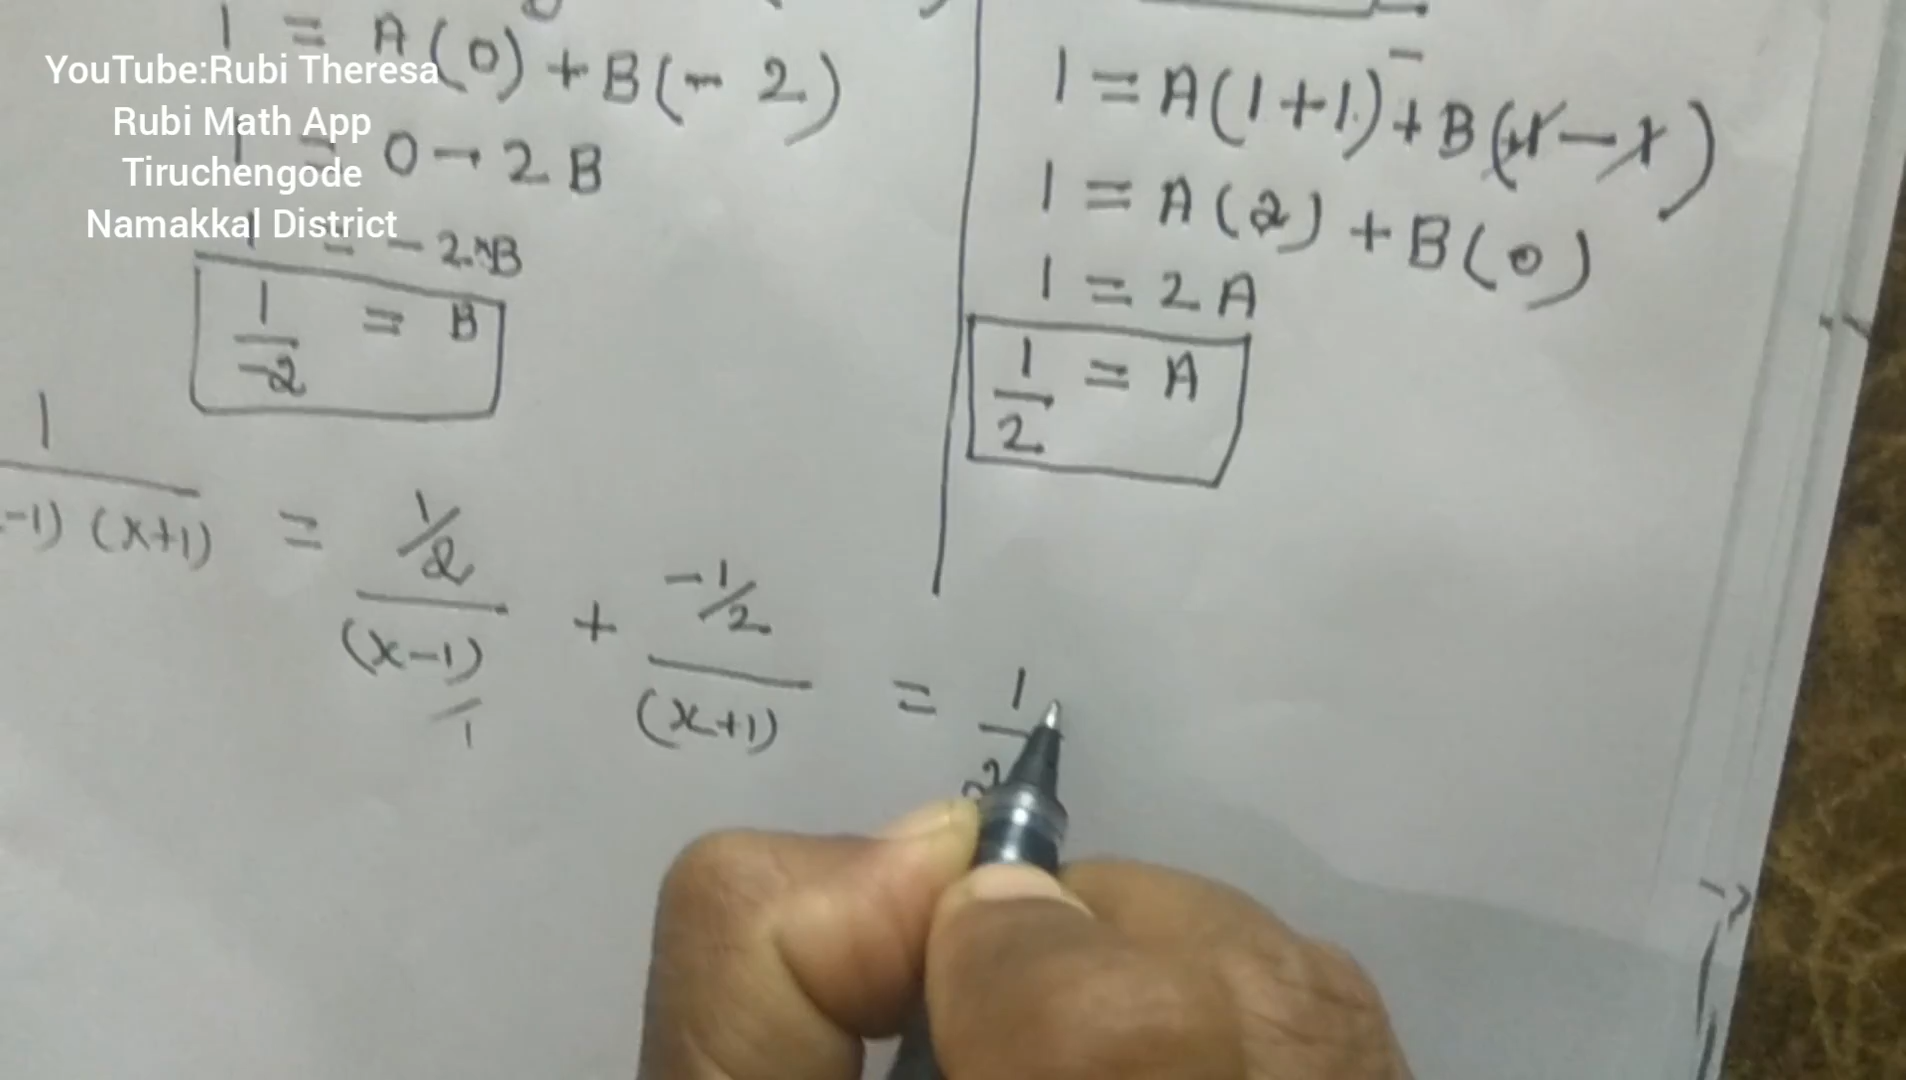 1 = A(0) + B(- 2)
YouTube:Rubi Theresa
Rubi Math App
Tiruchengode
Namakkal District
1 = 0 - 2B
1 = - 2B
1/-2 = B
1 = A(1+1) + B(1-1)
1 = A(2) + B(0)
1 = 2A
1/2 = A
1 / -1) (x+1) = 1/2 / (x-1) / 1 + -1/2 / (x+1) = 1 / 2